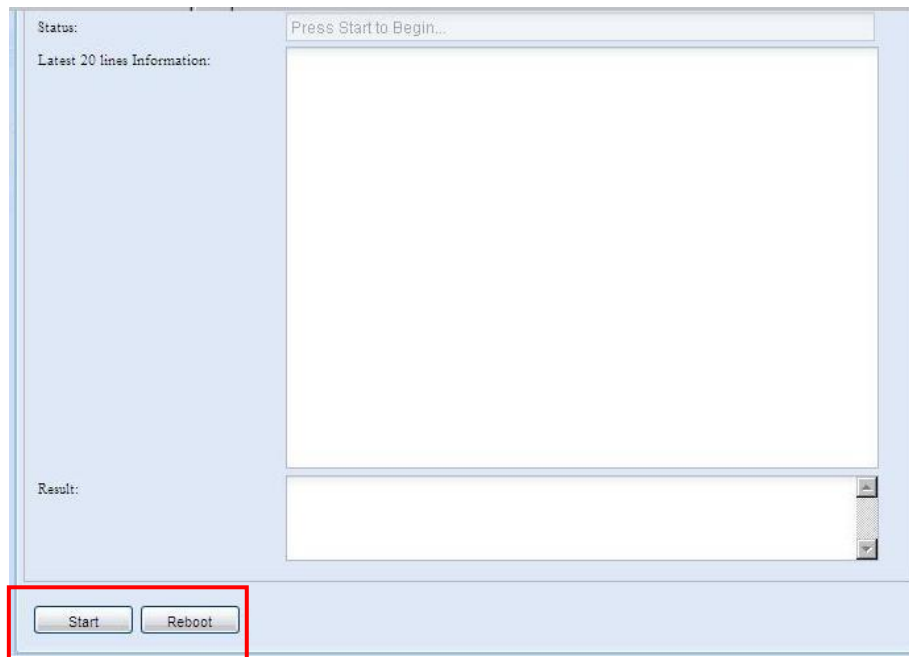 Status:
Press Start to Begin...
Latest 20 lines Information:
Result:
Start
Reboot